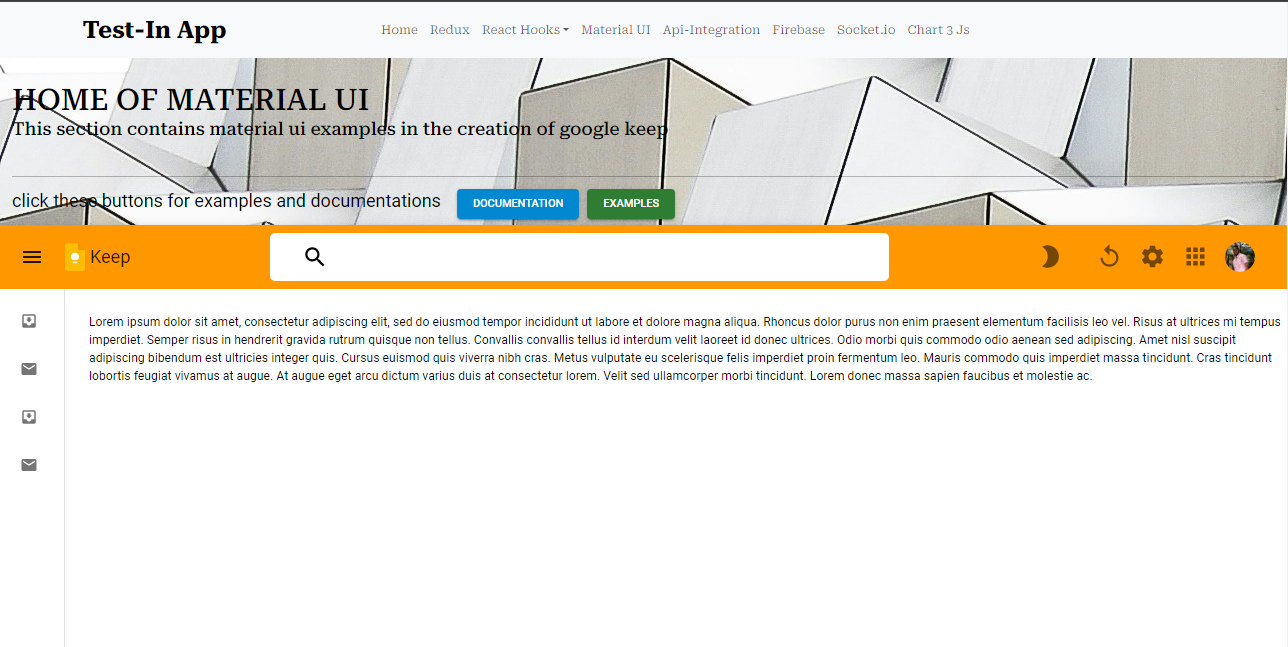 Test-In App
Home Redux React Hooks Material UI Api-Integration Firebase Socket.io Chart 3 Js
HOME OF MATERIAL UI
This section contains material ui examples in the creation of google keep
click these buttons for examples and documentations DOCUMENTATION EXAMPLES
Keep
Lorem ipsum dolor sit amet, consectetur adipiscing elit, sed do eiusmod tempor incididunt ut labore et dolore magna aliqua. Rhoncus dolor purus non enim praesent elementum facilisis leo vel. Risus at ultrices mi tempus
imperdiet. Semper risus in hendrerit gravida rutrum quisque non tellus. Convallis convallis tellus id interdum velit laoreet id donec ultrices. Odio morbi quis commodo odio aenean sed adipiscing. Amet nisl suscipit
adipiscing bibendum est ultricies integer quis. Cursus euismod quis viverra nibh cras. Metus vulputate eu scelerisque felis imperdiet proin fermentum leo. Mauris commodo quis imperdiet massa tincidunt. Cras tincidunt
lobortis feugiat vivamus at augue. At augue eget arcu dictum varius duis at consectetur lorem. Velit sed ullamcorper morbi tincidunt. Lorem donec massa sapien faucibus et molestie ac.